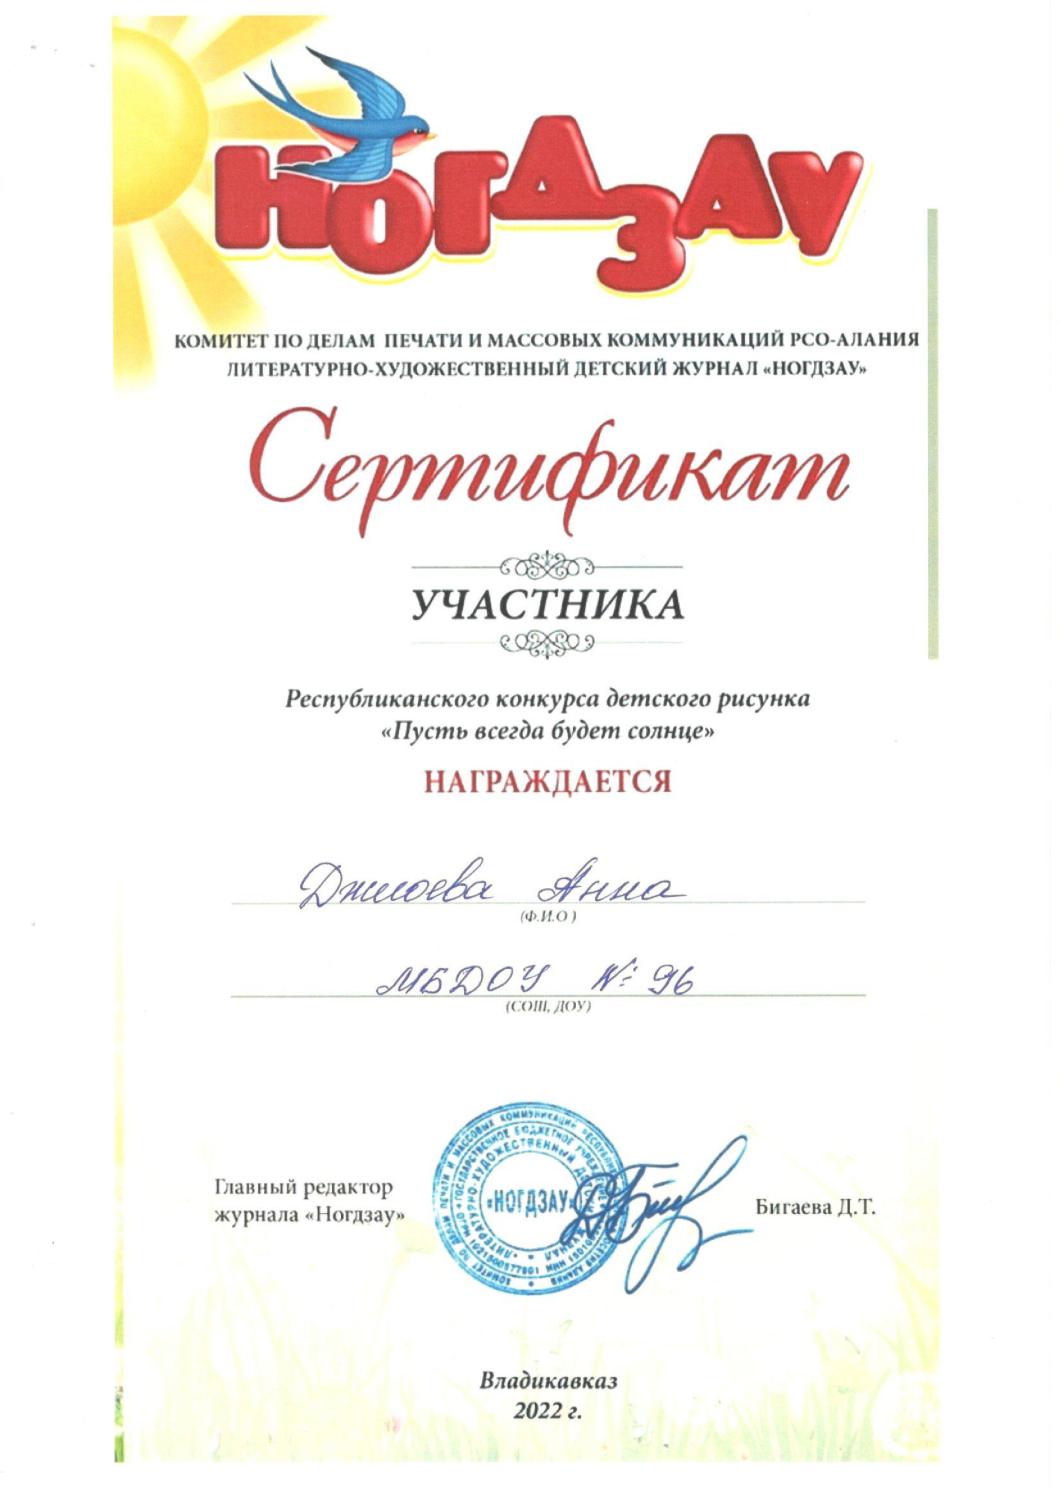 НОГДЗАУ
КОМИТЕТ ПО ДЕЛАМ ПЕЧАТИ И МАССОВЫХ КОММУНИКАЦИЙ РСО-АЛАНИЯ
ЛИТЕРАТУРНО-ХУДОЖЕСТВЕННЫЙ ДЕТСКИЙ ЖУРНАЛ «НОГДЗАУ»
Сертификат
УЧАСТНИКА
Республиканского конкурса детского рисунка
«Пусть всегда будет солнце»
НАГРАЖДАЕТСЯ
Джиоева Анна
(Ф.И.О)
МБДОУ № 96
(СОШ, ДОУ)
Главный редактор
журнала «Ногдзау»
«НОГДЗАУ»
Бигаева Д.Т.
Владикавказ
2022 г.